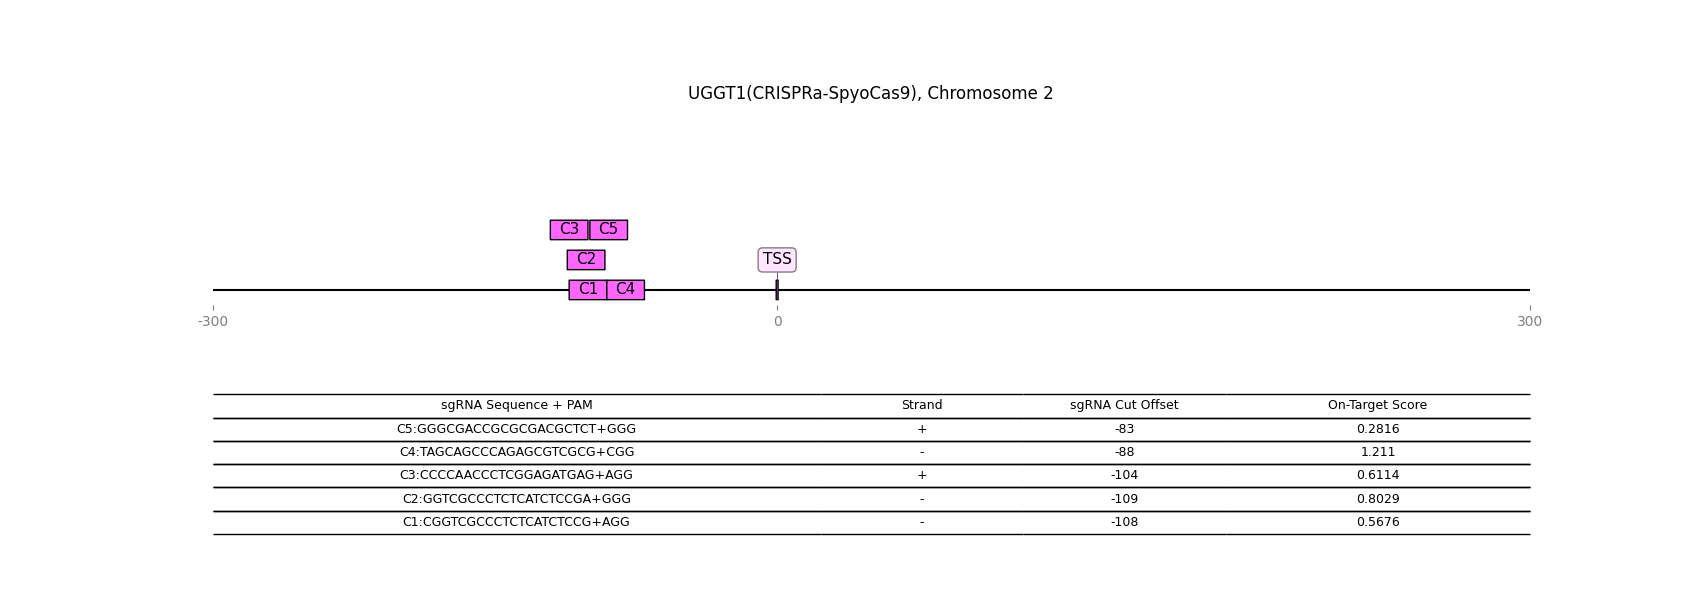 UGGT1(CRISPRa-SpyoCas9), Chromosome 2
C3 C5
C2 TSS
C1 C4
-300 0 300
sgRNA Sequence + PAM Strand sgRNA Cut Offset On-Target Score
C5:GGGCGACCGCGCGACGCTCT+GGG + -83 0.2816
C4:TAGCAGCCCAGAGCGTCGCG+CGG - -88 1.211
C3:CCCCAACCCTCGGAGATGAG+AGG + -104 0.6114
C2:GGTCGCCCTCTCATCTCCGA+GGG - -109 0.8029
C1:CGGTCGCCCTCTCATCTCCG+AGG - -108 0.5676